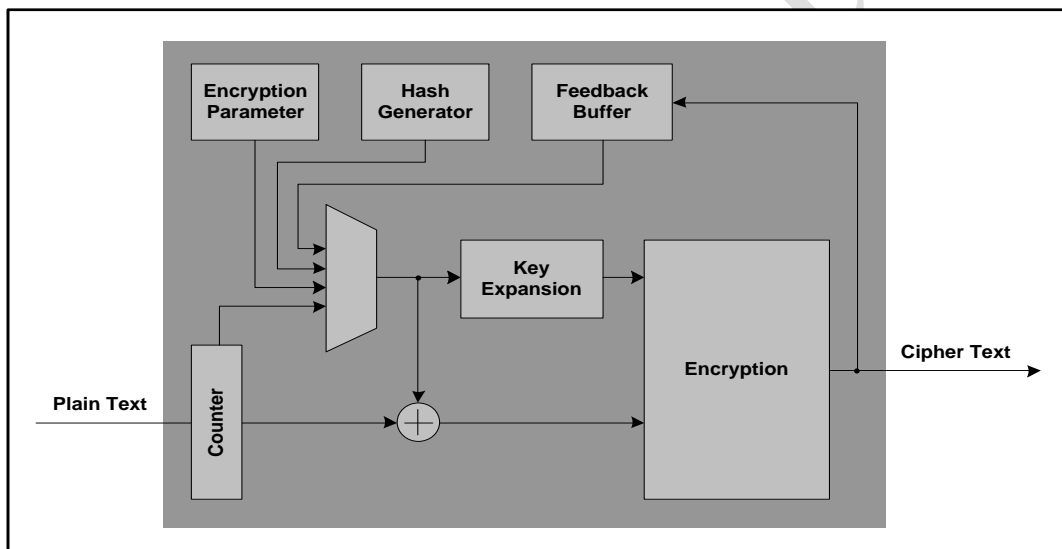 Encryption
Parameter
Hash
Generator
Feedback
Buffer
Key
Expansion
Encryption
Cipher Text
Plain Text
Counter